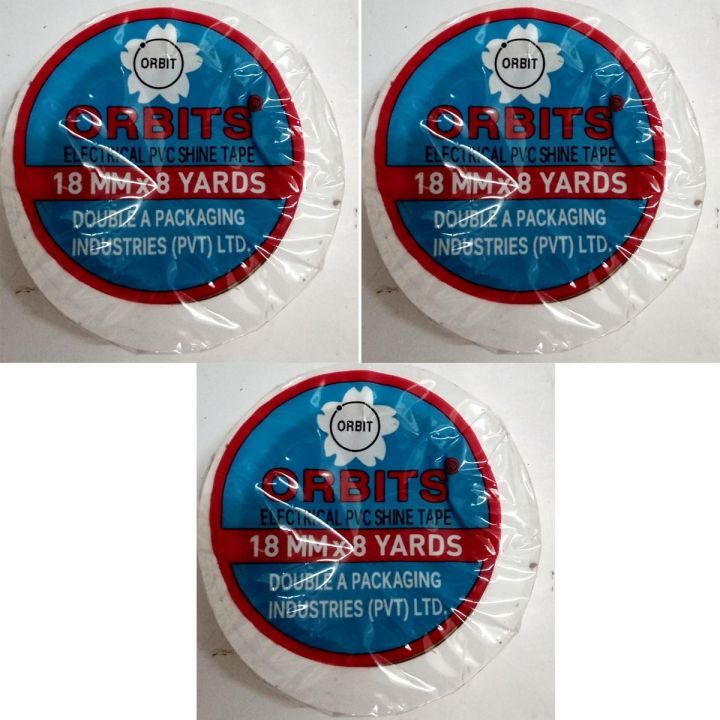 ORBIT
ORBITS®
ELECTRICAL PVC SHINE TAPE
18 MM x 8 YARDS
DOUBLE A PACKAGING
INDUSTRIES (PVT) LTD.
ORBIT
ORBITS®
ELECTRICAL PVC SHINE TAPE
18 MM x 8 YARDS
DOUBLE A PACKAGING
INDUSTRIES (PVT) LTD.
ORBIT
ORBITS®
ELECTRICAL PVC SHINE TAPE
18 MM x 8 YARDS
DOUBLE A PACKAGING
INDUSTRIES (PVT) LTD.